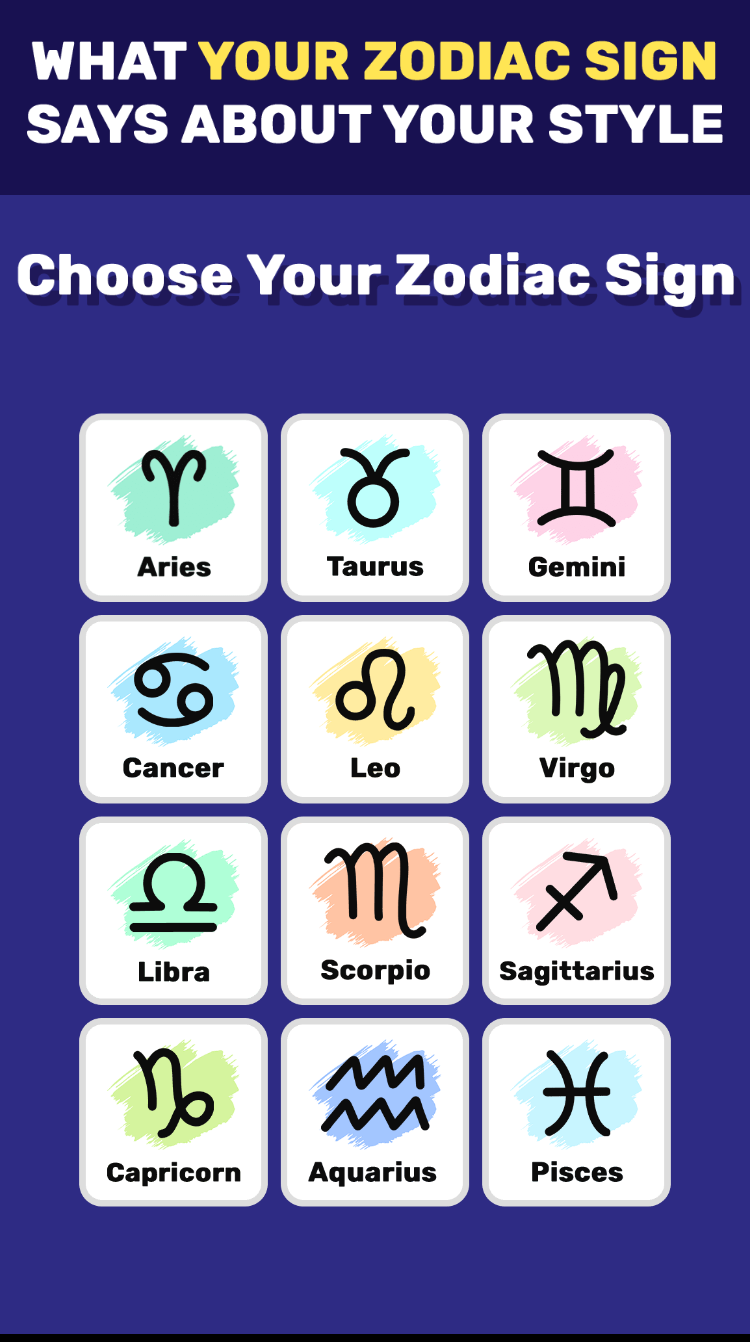 WHAT YOUR ZODIAC SIGN
SAYS ABOUT YOUR STYLE
Choose Your Zodiac Sign
Aries
Taurus
Gemini
Cancer
Leo
Virgo
Libra
Scorpio
Sagittarius
Capricorn
Aquarius
Pisces